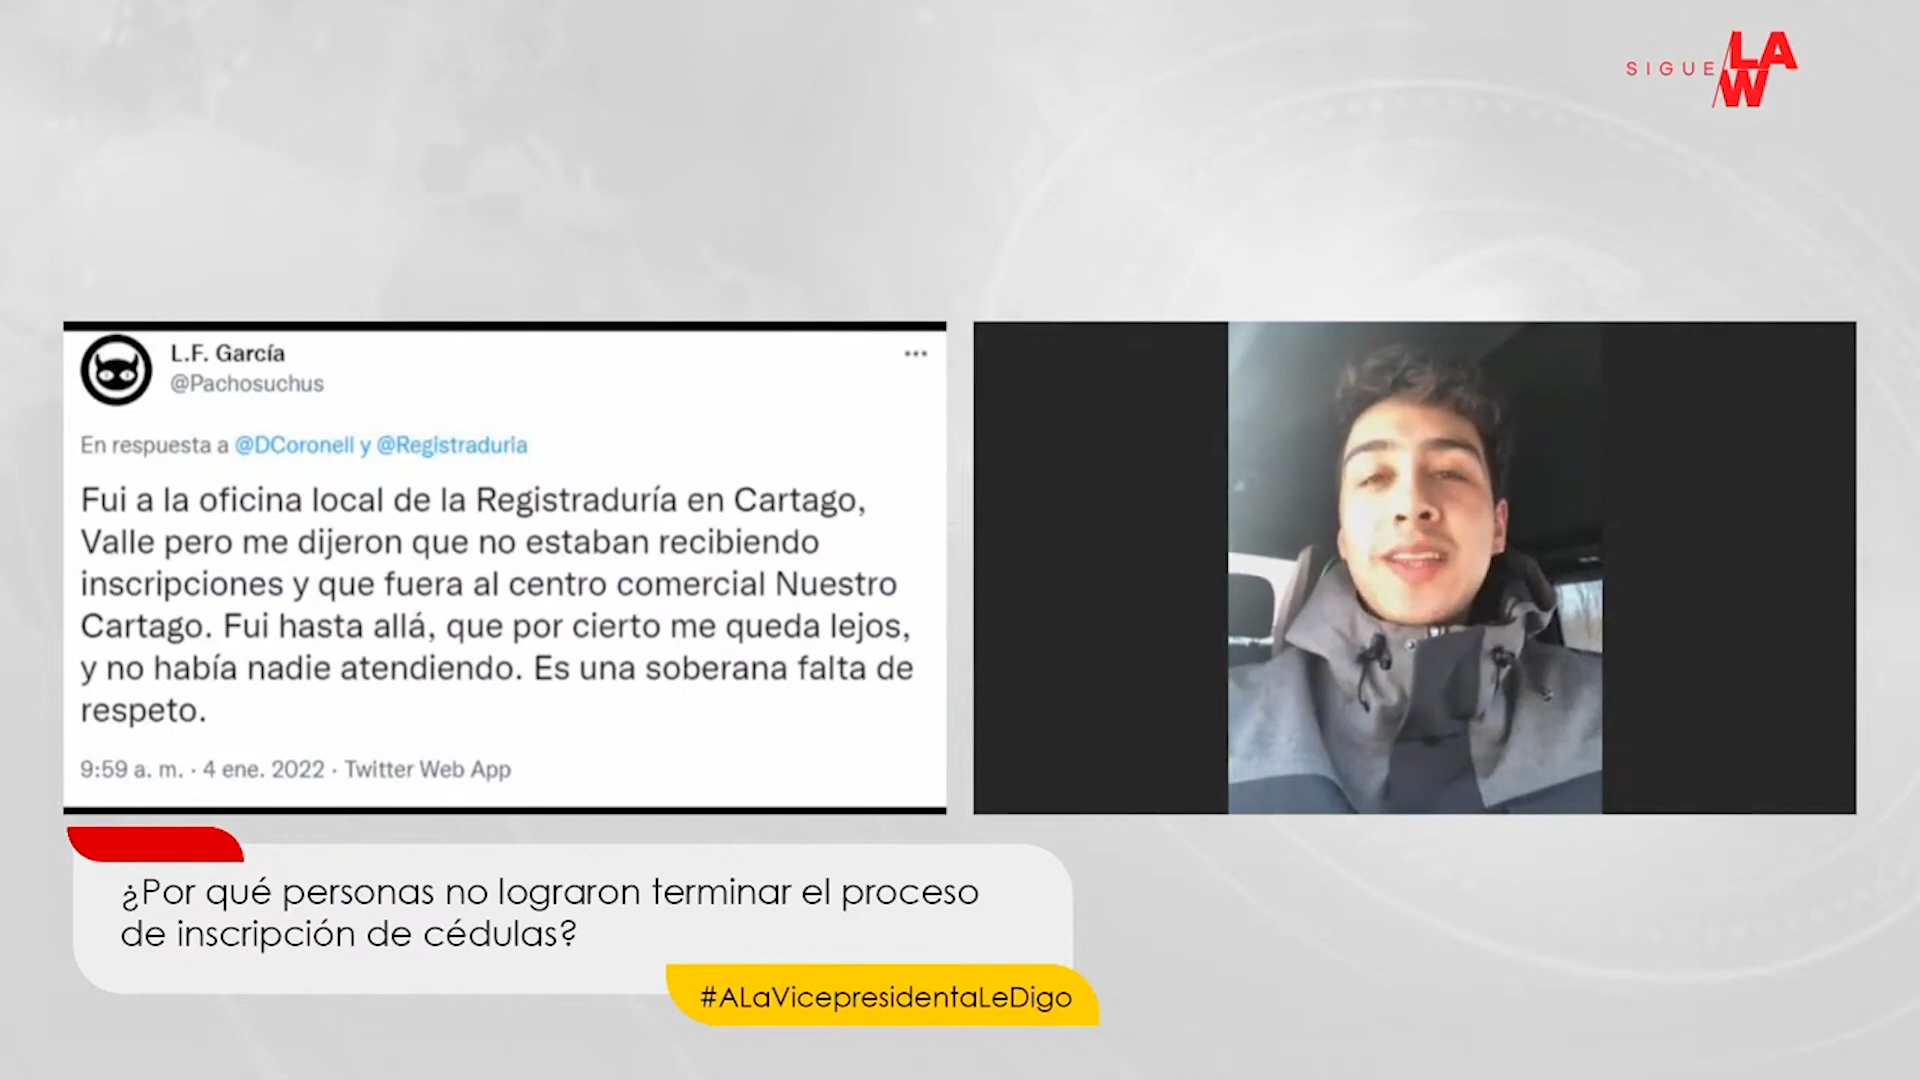 SIGUE LA W
L.F. García
@Pachosuchus
En respuesta a @DCoronell y @Registraduria
Fui a la oficina local de la Registraduría en Cartago,
Valle pero me dijeron que no estaban recibiendo
inscripciones y que fuera al centro comercial Nuestro
Cartago. Fui hasta allá, que por cierto me queda lejos,
y no había nadie atendiendo. Es una soberana falta de
respeto.
9:59 a. m. · 4 ene. 2022 · Twitter Web App
¿Por qué personas no lograron terminar el proceso
de inscripción de cédulas?
#ALaVicepresidentaLeDigo